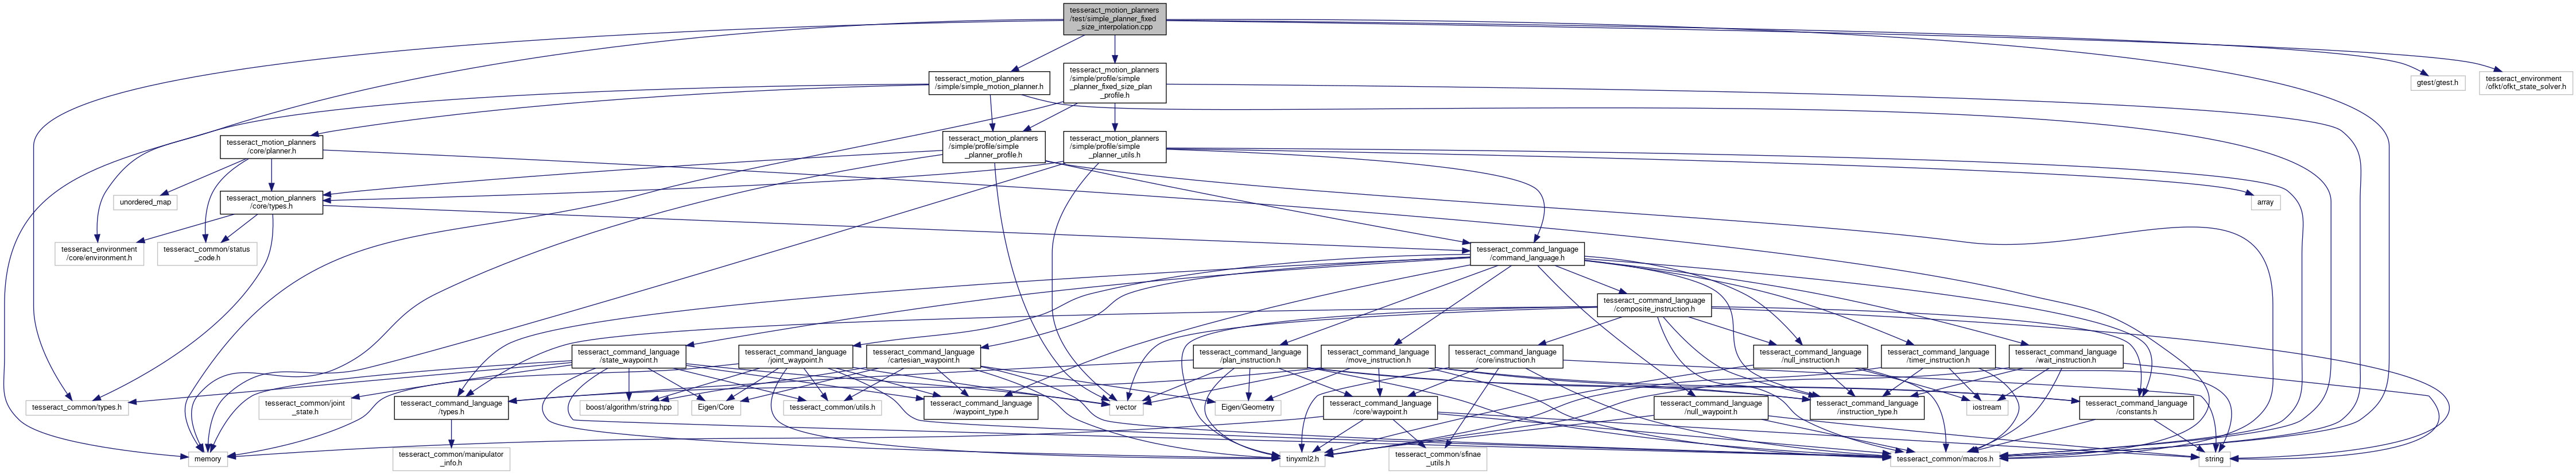 tesseract_motion_planners
/test/simple_planner_fixed
_size_interpolation.cpp
tesseract_motion_planners
/simple/simple_motion_planner.h
tesseract_motion_planners
/simple/profile/simple
_planner_fixed_size_plan
_profile.h
gtest/gtest.h
tesseract_environment
/ofkt/ofkt_state_solver.h
tesseract_motion_planners
/core/planner.h
tesseract_motion_planners
/simple/profile/simple
_planner_profile.h
tesseract_motion_planners
/simple/profile/simple
_planner_utils.h
unordered_map
tesseract_motion_planners
/core/types.h
array
tesseract_environment
/core/environment.h
tesseract_common/status
_code.h
tesseract_command_language
/command_language.h
tesseract_command_language
/composite_instruction.h
tesseract_command_language
/state_waypoint.h
tesseract_command_language
/joint_waypoint.h
tesseract_command_language
/cartesian_waypoint.h
tesseract_command_language
/plan_instruction.h
tesseract_command_language
/move_instruction.h
tesseract_command_language
/core/instruction.h
tesseract_command_language
/null_instruction.h
tesseract_command_language
/timer_instruction.h
tesseract_command_language
/wait_instruction.h
tesseract_common/types.h
tesseract_common/joint
_state.h
tesseract_command_language
/types.h
boost/algorithm/string.hpp
Eigen/Core
tesseract_common/utils.h
tesseract_command_language
/waypoint_type.h
vector
Eigen/Geometry
tesseract_command_language
/core/waypoint.h
tesseract_command_language
/null_waypoint.h
tesseract_command_language
/instruction_type.h
iostream
tesseract_command_language
/constants.h
memory
tesseract_common/manipulator
_info.h
tinyxml2.h
tesseract_common/sfinae
_utils.h
tesseract_common/macros.h
string